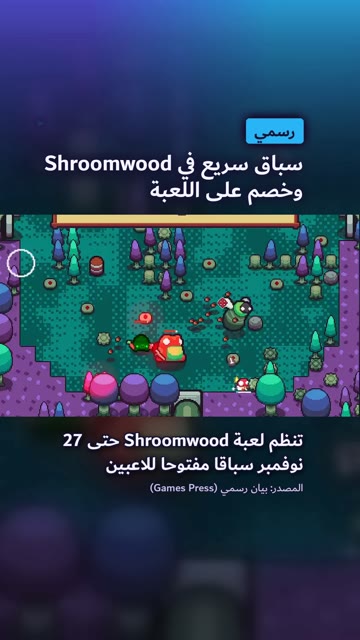 رسمي
سباق سريع في Shroomwood
وخصم على اللعبة
تنظم لعبة Shroomwood حتى 27
نوفمبر سباقا مفتوحا للاعبين
المصدر: بيان رسمي (Games Press)